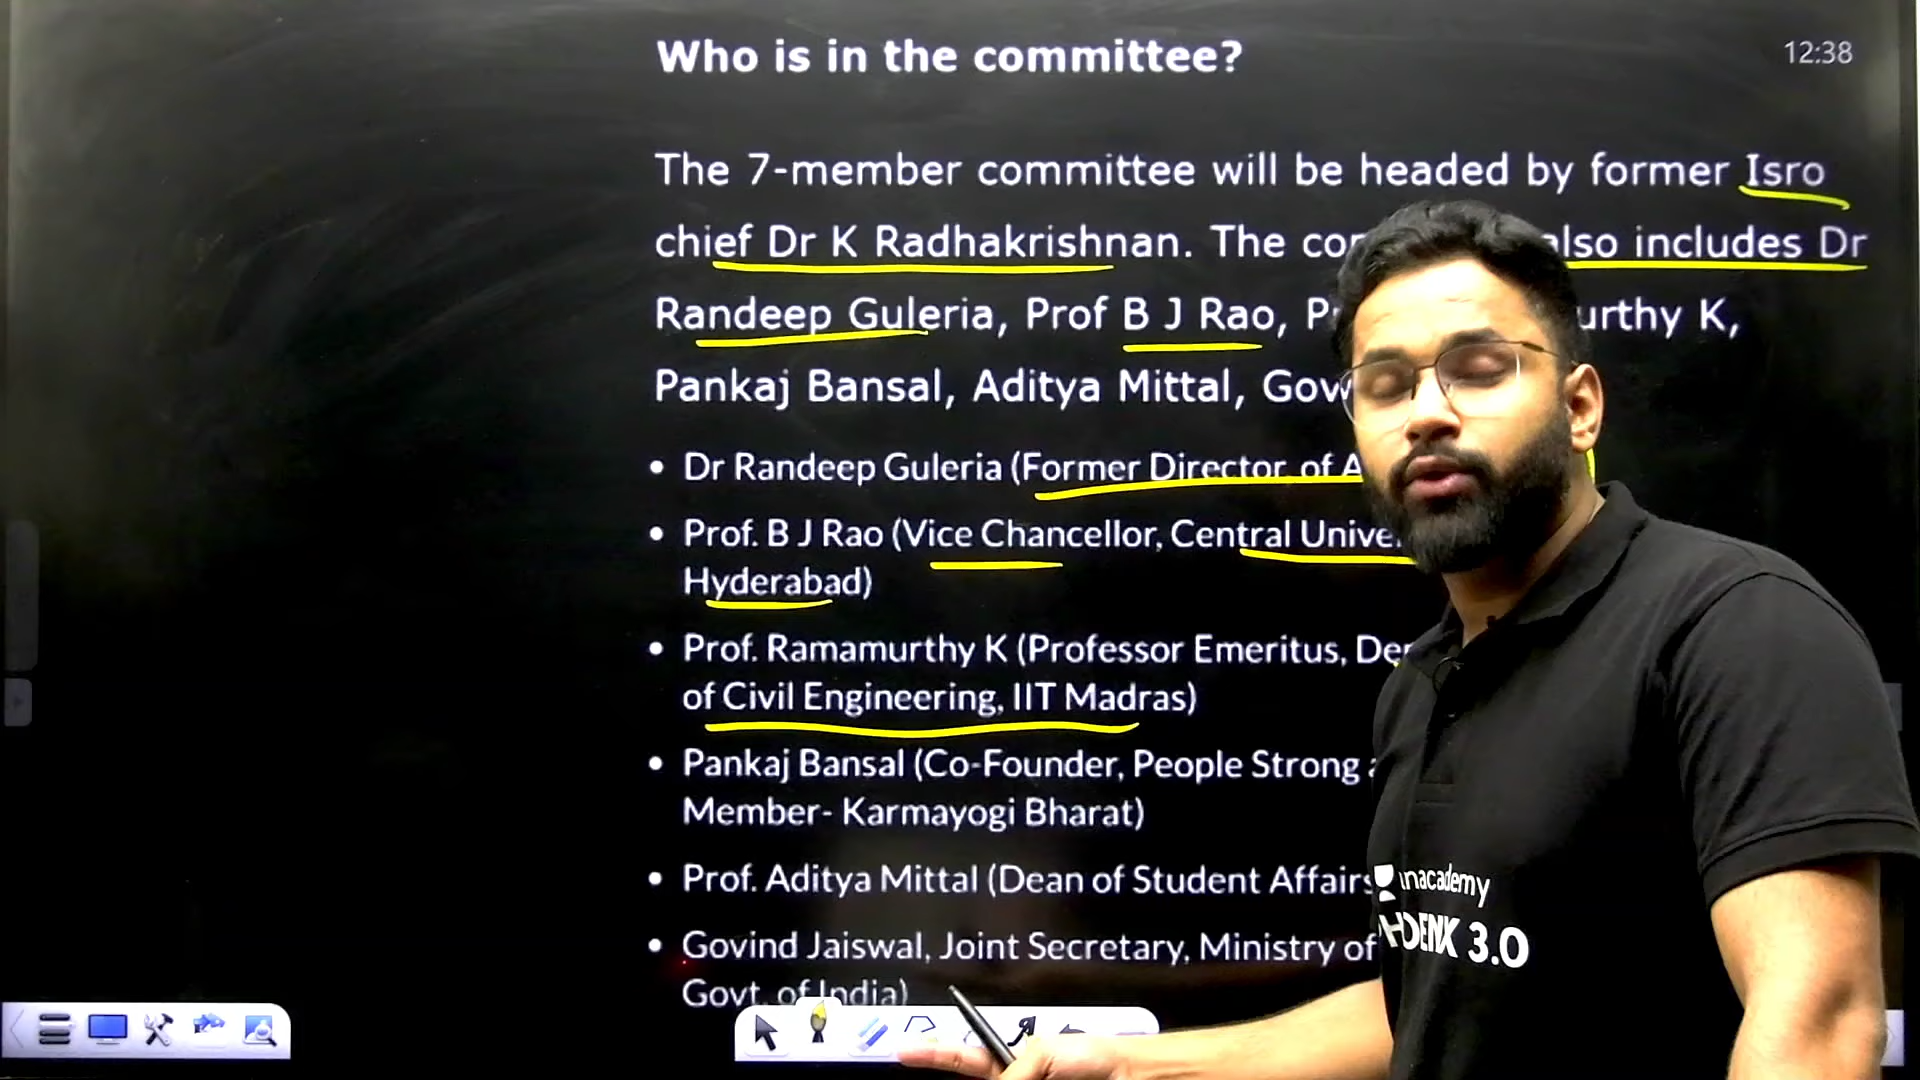 Who is in the committee?
12:38
The 7-member committee will be headed by former Isro
chief Dr K Radhakrishnan. The also includes Dr
Randeep Guleria, Prof B J Rao, urthy K,
Pankaj Bansal, Aditya Mittal,
• Dr Randeep Guleria (Former Director of
• Prof. B J Rao (Vice Chancellor, Central
Hyderabad)
• Prof. Ramamurthy K (Professor Emeritus,
of Civil Engineering, IIT Madras)
• Pankaj Bansal (Co-Founder, People Strong
Member- Karmayogi Bharat)
• Prof. Aditya Mittal (Dean of Student Affairs
• Govind Jaiswal, Joint Secretary, Ministry of
Govt. of India)
unacademy
3.0